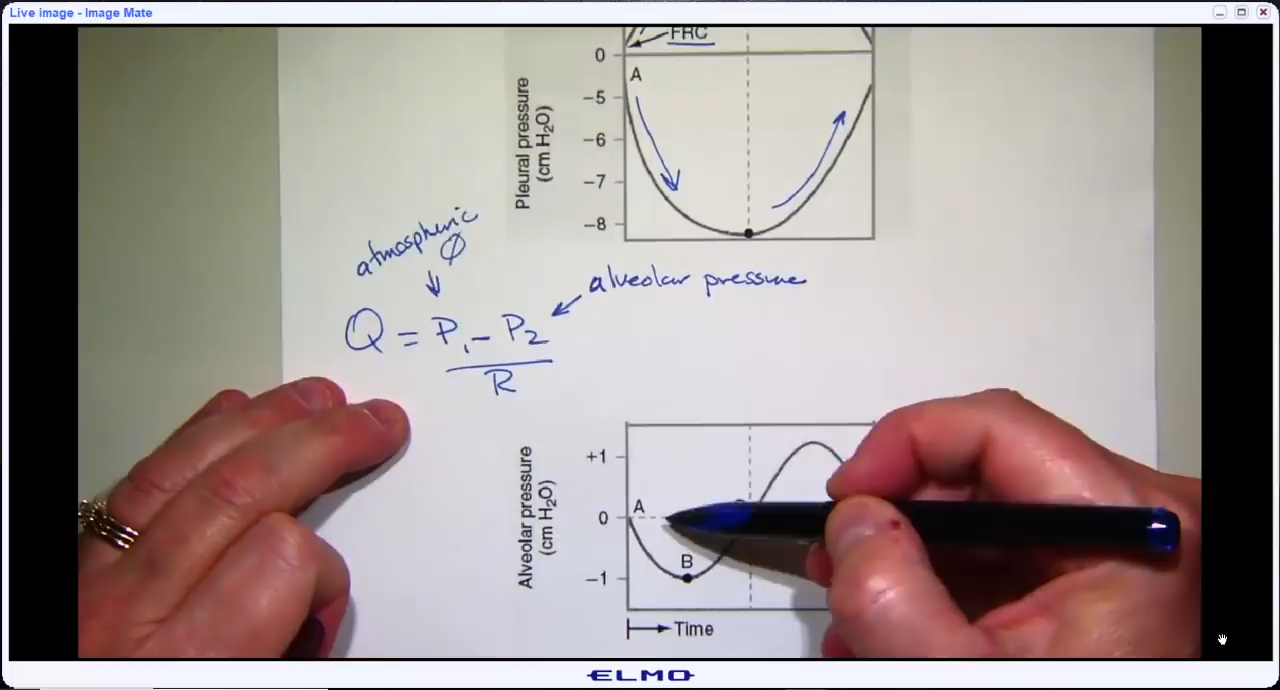 Live image - Image Mate
FRC
0
A
-5
-6
-7
-8
Pleural pressure
(cm H₂O)
atmospheric
∅
alveolar pressure
Q = P₁ - P₂
R
Alveolar pressure
(cm H₂O)
+1
A
0
B
-1
Time
ELMO